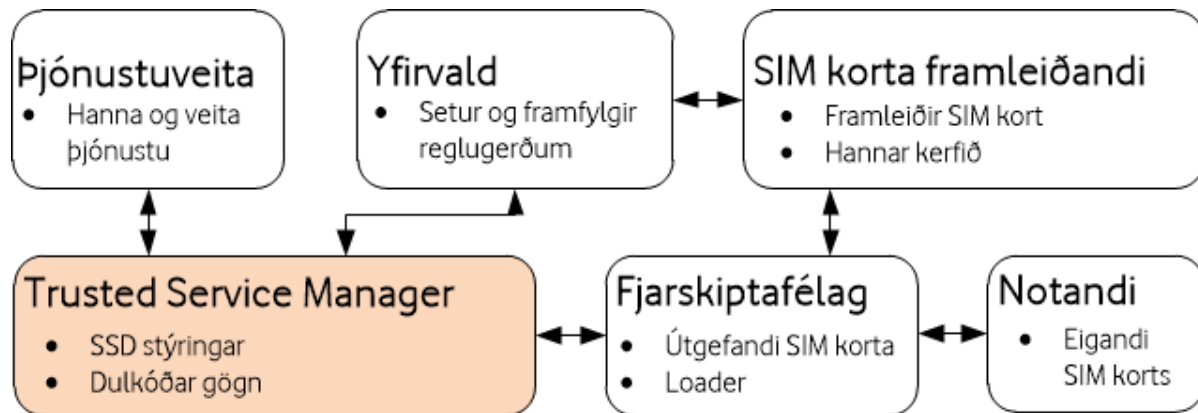 Þjónustuveita
• Hanna og veita
þjónustu
Yfirvald
• Setur og framfylgir
reglugerðum
SIM korta framleiðandi
• Framleiðir SIM kort
• Hannar kerfið
Trusted Service Manager
• SSD stýringar
• Dulkóðar gögn
Fjarskiptafélag
• Útgefandi SIM korta
• Loader
Notandi
• Eigandi
SIM korts